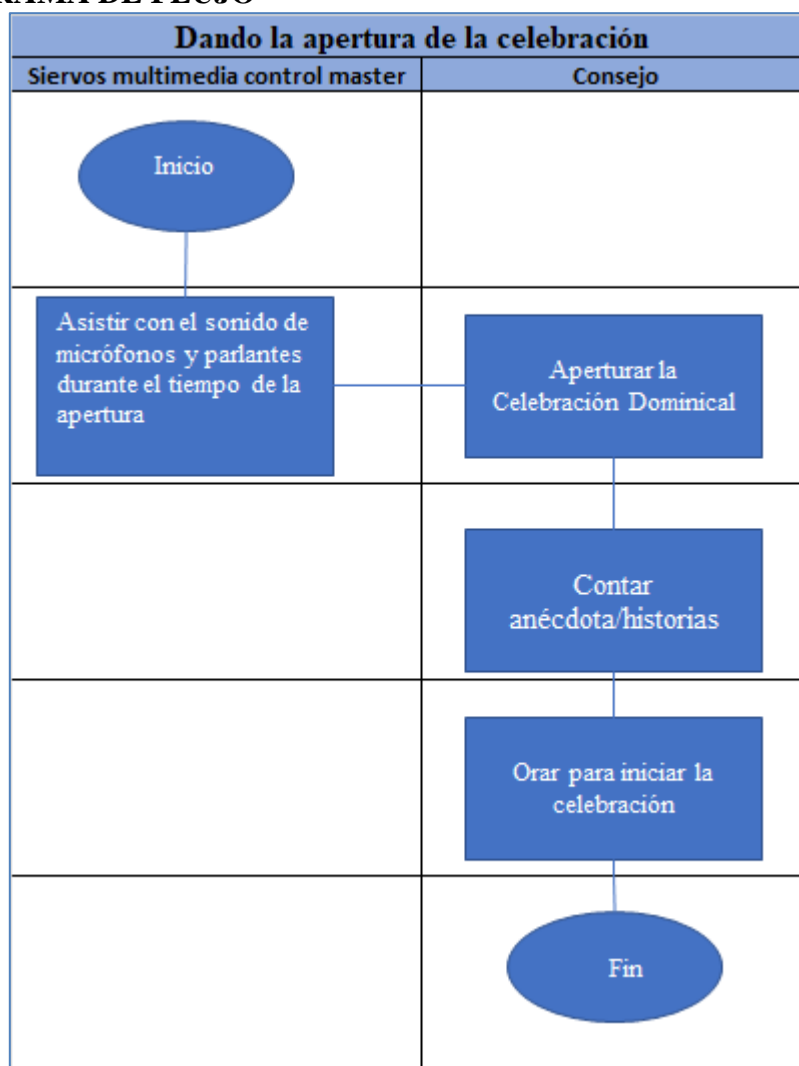 Dando la apertura de la celebración
Siervos multimedia control master
Consejo
Inicio
Asistir con el sonido de
micrófonos y parlantes
durante el tiempo de la
apertura
Aperturar la
Celebración Dominical
Contar
anécdota/historias
Orar para iniciar la
celebración
Fin